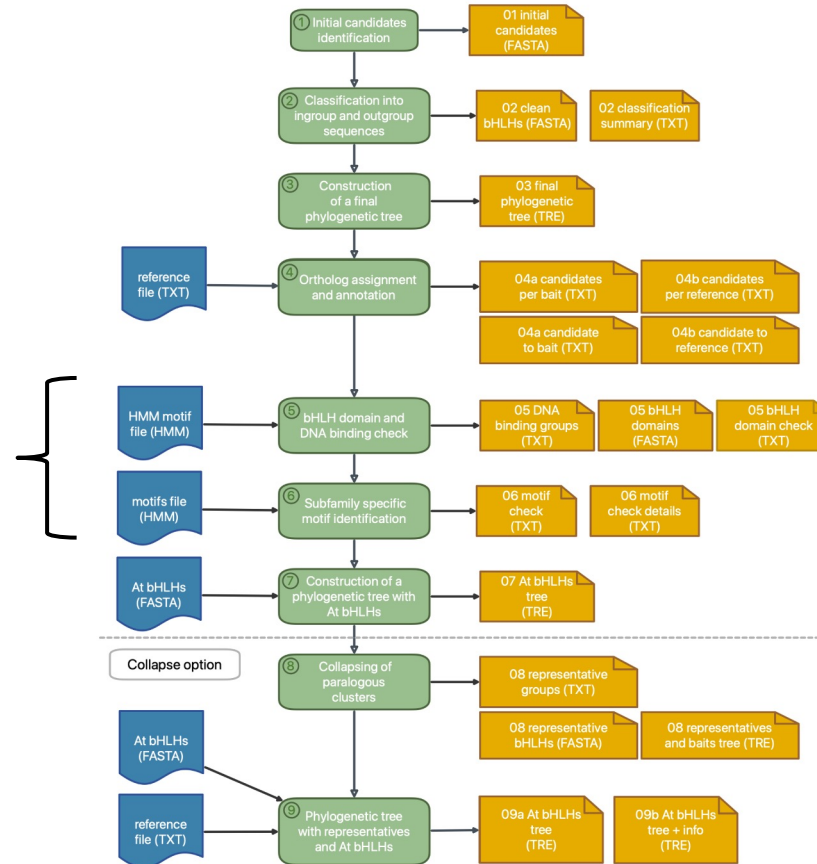 ① Initial candidates
identification
01 initial
candidates
(FASTA)
② Classification into
ingroup and outgroup
sequences
02 clean
bHLHs (FASTA)
02 classification
summary (TXT)
③ Construction
of a final
phylogenetic tree
03 final
phylogenetic
tree (TRE)
reference
file (TXT)
④ Ortholog assignment
and annotation
04a candidates
per bait (TXT)
04b candidates
per reference (TXT)
04a candidate
to bait (TXT)
04b candidate to
reference (TXT)
HMM motif
file (HMM)
⑤ bHLH domain and
DNA binding check
05 DNA
binding groups
(TXT)
05 bHLH
domains
(FASTA)
05 bHLH
domain check
(TXT)
motifs file
(HMM)
⑥ Subfamily specific
motif identification
06 motif
check
(TXT)
06 motif
check details
(TXT)
At bHLHs
(FASTA)
⑦ Construction of a
phylogenetic tree with
At bHLHs
07 At bHLHs
tree
(TRE)
Collapse option
⑧ Collapsing of
paralogous
clusters
08 representative
groups (TXT)
08 representative
bHLHs (FASTA)
08 representatives
and baits tree (TRE)
At bHLHs
(FASTA)
reference
file (TXT)
⑨ Phylogenetic tree
with representatives
and At bHLHs
09a At bHLHs
tree
(TRE)
09b At bHLHs
tree + info
(TRE)